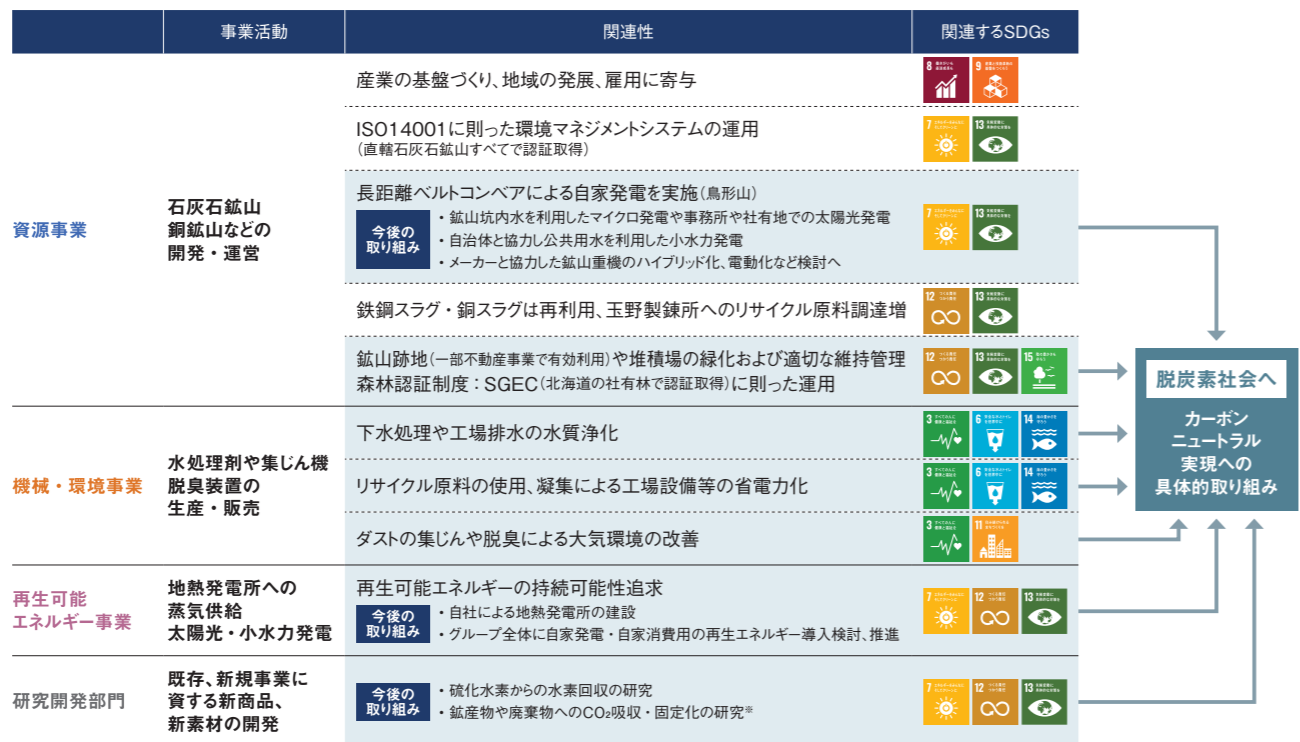 事業活動
関連性
関連するSDGs
資源事業
石灰石鉱山
銅鉱山などの
開発・運営
産業の基盤づくり、地域の発展、雇用に寄与
8
9
ISO14001に則った環境マネジメントシステムの運用
(直轄石灰石鉱山すべてで認証取得)
7
13
長距離ベルトコンベアによる自家発電を実施(鳥形山)
今後の
取り組み
・鉱山坑内水を利用したマイクロ発電や事務所や社有地での太陽光発電
・自治体と協力し公共用水を利用した小水力発電
・メーカーと協力した鉱山重機のハイブリッド化、電動化など検討へ
7
13
鉄鋼スラグ・銅スラグは再利用、玉野製錬所へのリサイクル原料調達増
12
13
鉱山跡地(一部不動産事業で有効利用)や堆積場の緑化および適切な維持管理
森林認証制度：SGEC(北海道の社有林で認証取得)に則った運用
12
13
15
機械・環境事業
水処理剤や集じん機
脱臭装置の
生産・販売
下水処理や工場排水の水質浄化
3
6
14
リサイクル原料の使用、凝集による工場設備等の省電力化
3
6
14
ダストの集じんや脱臭による大気環境の改善
3
11
再生可能
エネルギー事業
地熱発電所への
蒸気供給
太陽光・小水力発電
再生可能エネルギーの持続可能性追求
今後の
取り組み
・自社による地熱発電所の建設
・グループ全体に自家発電・自家消費用の再生エネルギー導入検討、推進
7
12
13
研究開発部門
既存、新規事業に
資する新商品、
新素材の開発
今後の
取り組み
・硫化水素からの水素回収の研究
・鉱産物や廃棄物へのCO₂吸収・固定化の研究※
7
12
13
脱炭素社会へ
カーボン
ニュートラル
実現への
具体的取り組み